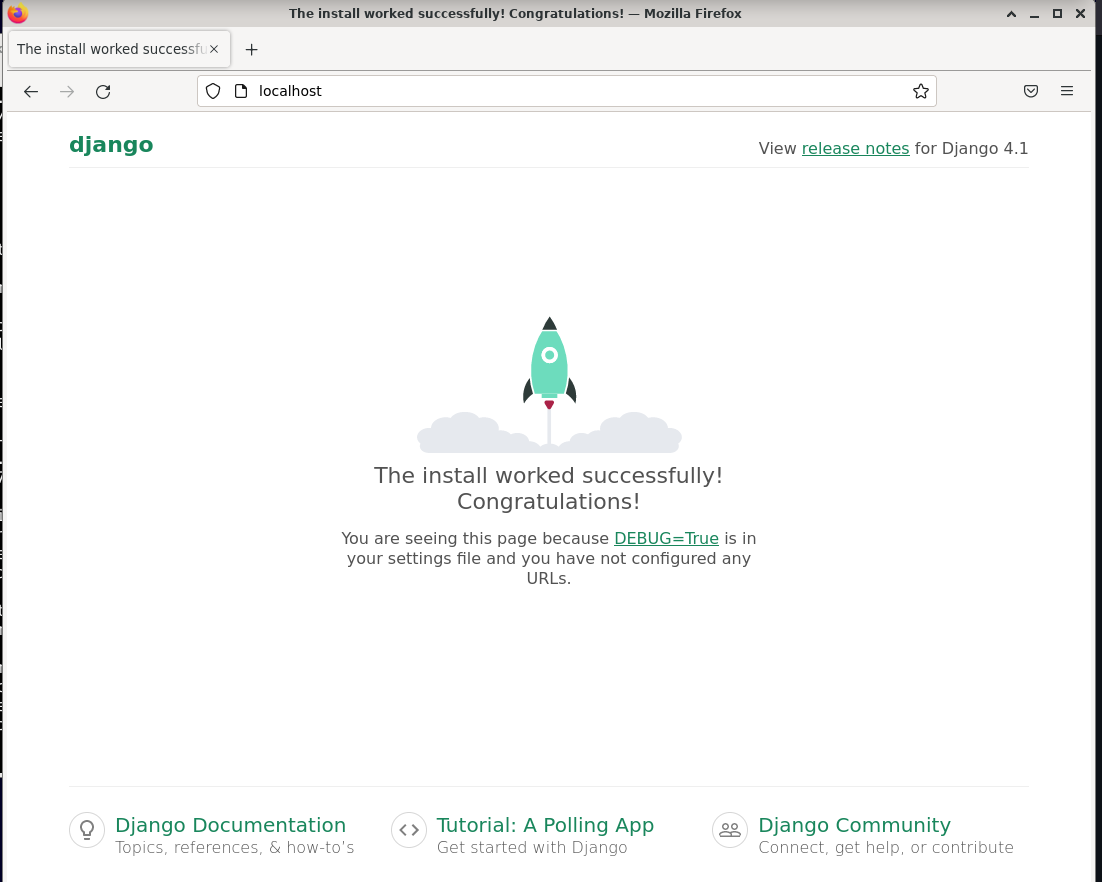 The install worked successfully! Congratulations! — Mozilla Firefox
The install worked successfu
localhost
django
View release notes for Django 4.1
The install worked successfully!
Congratulations!
You are seeing this page because DEBUG=True is in
your settings file and you have not configured any
URLs.
Django Documentation
Topics, references, & how-to’s
Tutorial: A Polling App
Get started with Django
Django Community
Connect, get help, or contribute